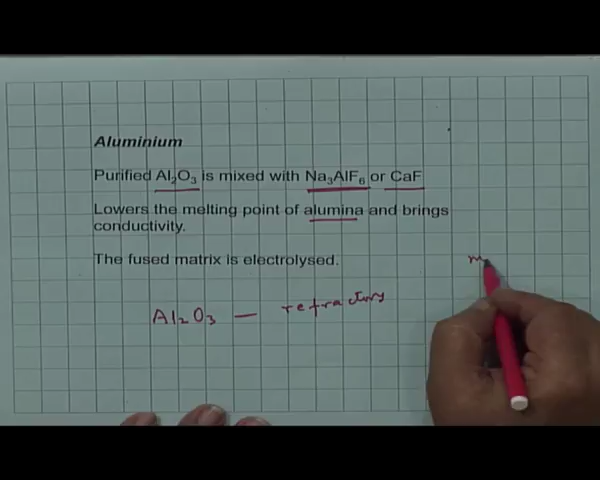 Aluminium
Purified Al₂O₃ is mixed with Na₃AlF₆ or CaF
Lowers the melting point of alumina and brings
conductivity.
The fused matrix is electrolysed.
m
Al₂O₃ — refractory